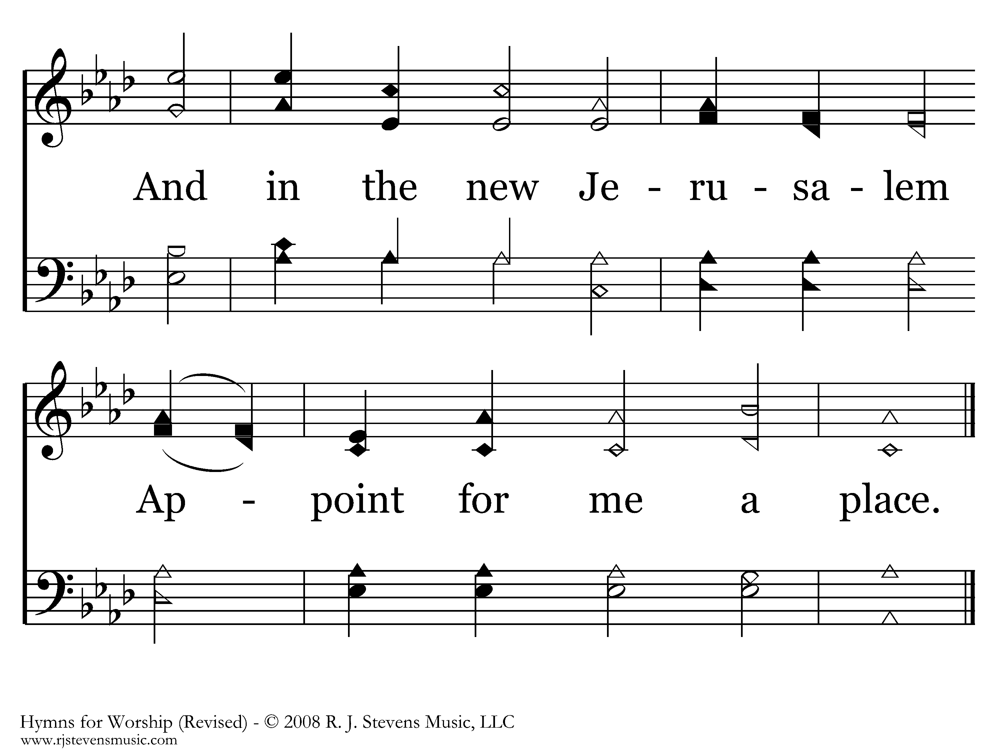 And in the new Je - ru - sa - lem
Ap - point for me a place.
Hymns for Worship (Revised) - © 2008 R. J. Stevens Music, LLC
www.rjstevensmusic.com